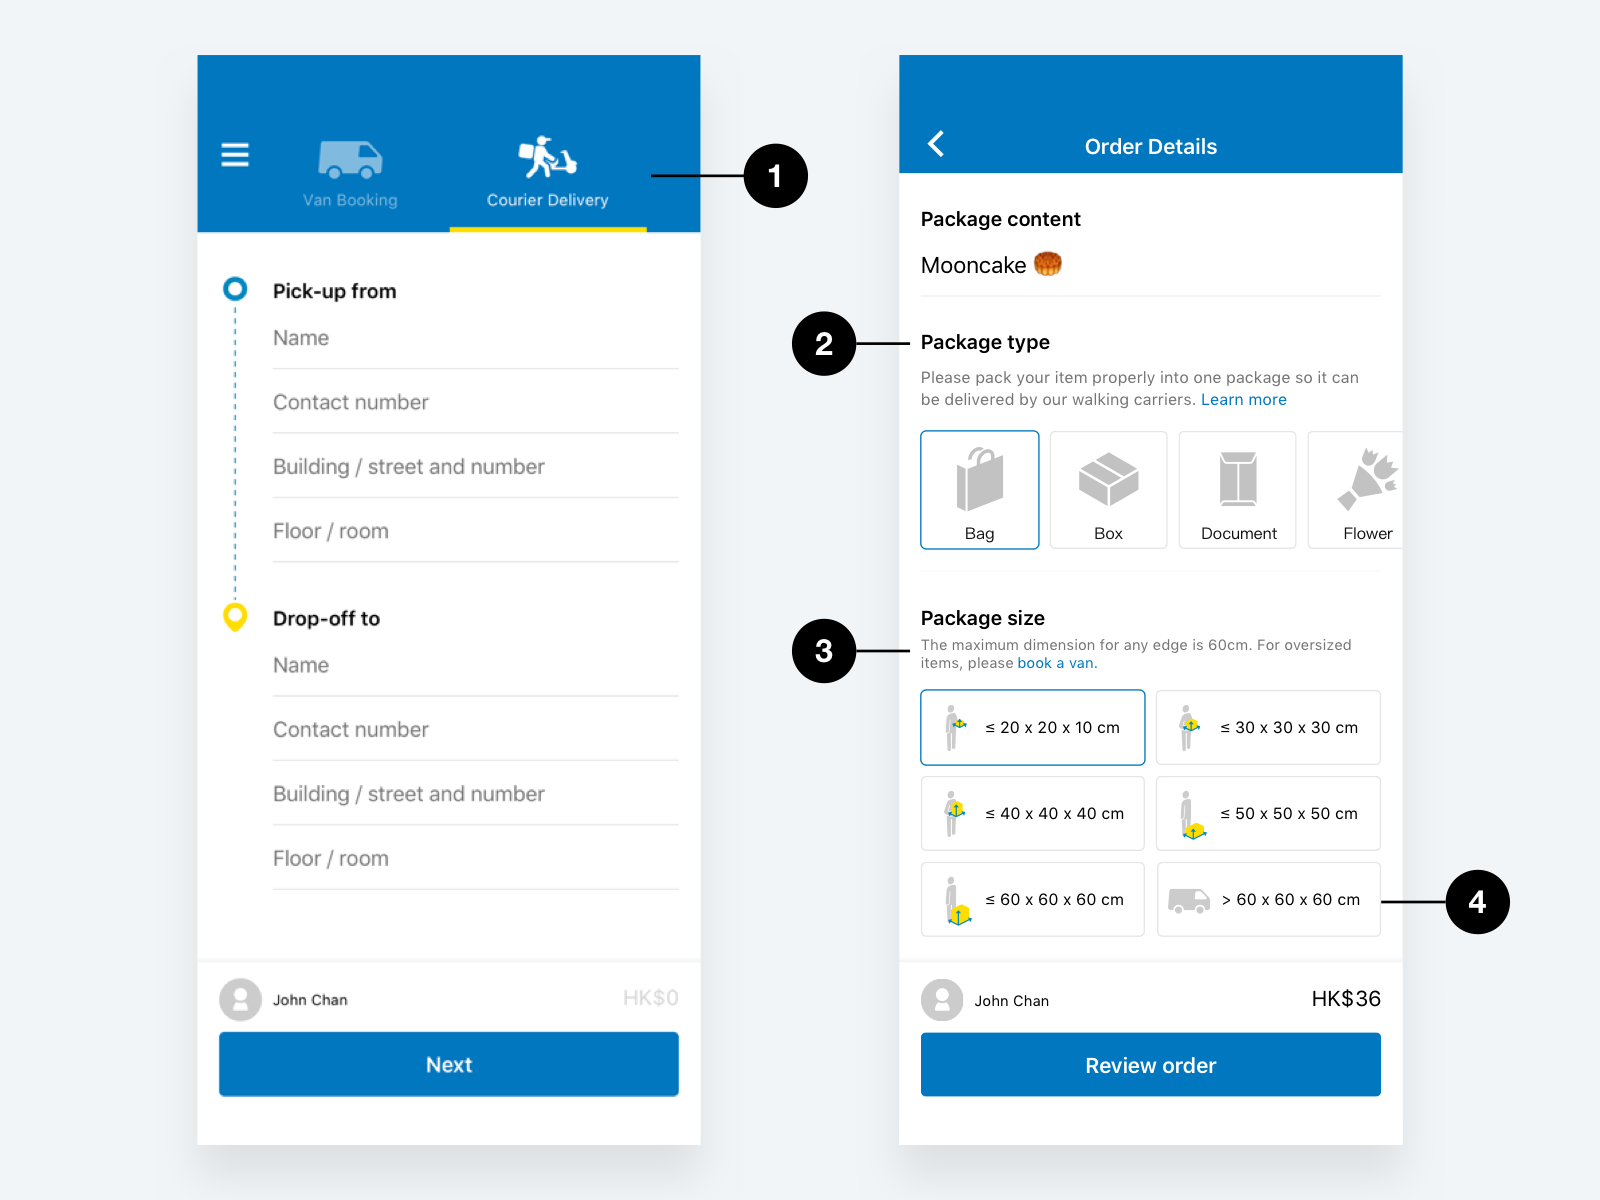 Van Booking
Courier Delivery
1
Pick-up from
Name
Contact number
Building / street and number
Floor / room
Drop-off to
Name
Contact number
Building / street and number
Floor / room
John Chan
HK$0
Next
Order Details
Package content
Mooncake 🥮
2
Package type
Please pack your item properly into one package so it can
be delivered by our walking carriers. Learn more
Bag
Box
Document
Flower
3
Package size
The maximum dimension for any edge is 60cm. For oversized
items, please book a van.
≤ 20 x 20 x 10 cm
≤ 30 x 30 x 30 cm
≤ 40 x 40 x 40 cm
≤ 50 x 50 x 50 cm
≤ 60 x 60 x 60 cm
> 60 x 60 x 60 cm
4
John Chan
HK$36
Review order